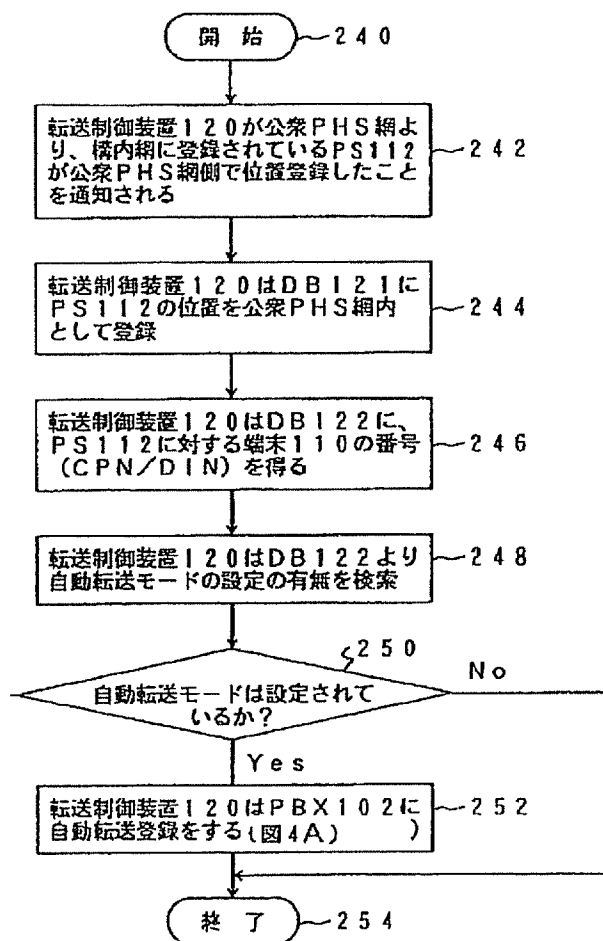 開 始
240
転送制御装置120が公衆PHS網よ
り、構内網に登録されているPS112
が公衆PHS網側で位置登録したこと
を通知される
242
転送制御装置120はDB121に
PS112の位置を公衆PHS網内
として登録
244
転送制御装置120はDB122に、
PS112に対する端末110の番号
(CPN/DIN)を得る
246
転送制御装置120はDB122より
自動転送モードの設定の有無を検索
248
250
自動転送モードは設定されて
いるか?
No
Yes
転送制御装置120はPBX102に
自動転送登録をする(図4A) )
252
終 了
254